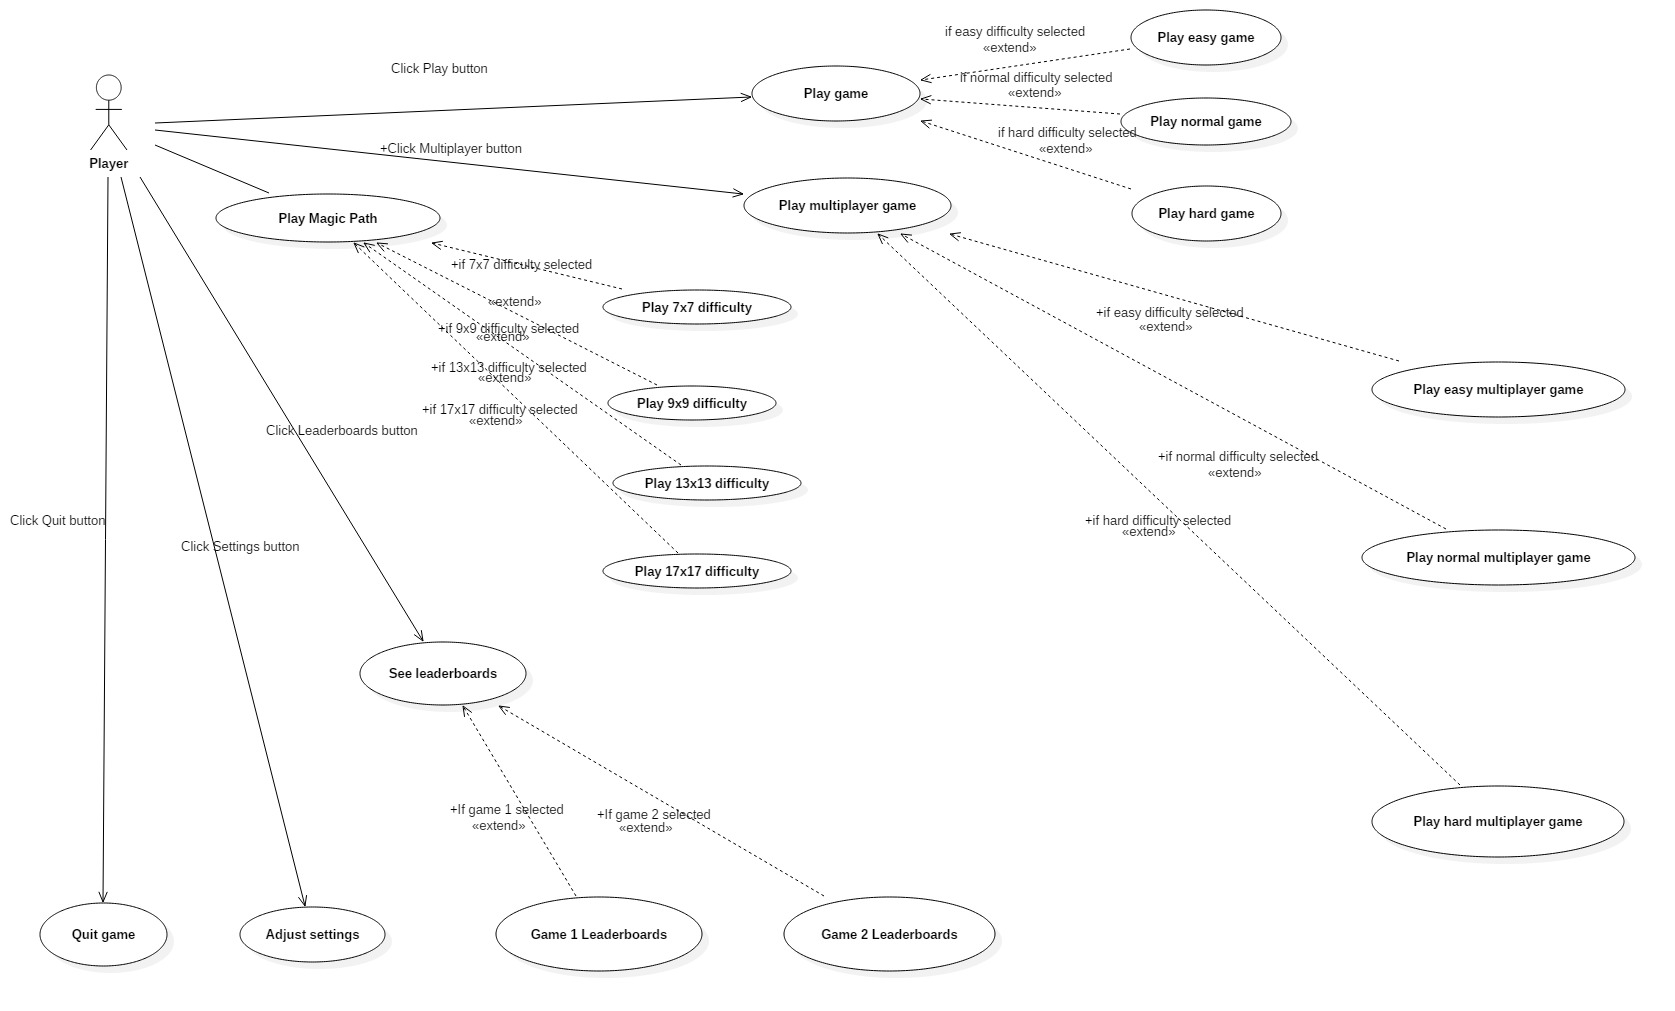 if easy difficulty selected
«extend»
Play easy game
Click Play button
if normal difficulty selected
«extend»
Play game
Play normal game
if hard difficulty selected
«extend»
+Click Multiplayer button
Player
Play multiplayer game
Play hard game
Play Magic Path
+if 7x7 difficulty selected
«extend»
Play 7x7 difficulty
+if easy difficulty selected
«extend»
+if 9x9 difficulty selected
«extend»
+if 13x13 difficulty selected
«extend»
Play easy multiplayer game
Play 9x9 difficulty
+if 17x17 difficulty selected
«extend»
Click Leaderboards button
+if normal difficulty selected
«extend»
Play 13x13 difficulty
Click Quit button
+if hard difficulty selected
«extend»
Click Settings button
Play normal multiplayer game
Play 17x17 difficulty
See leaderboards
+If game 1 selected
«extend»
+If game 2 selected
«extend»
Play hard multiplayer game
Quit game
Adjust settings
Game 1 Leaderboards
Game 2 Leaderboards